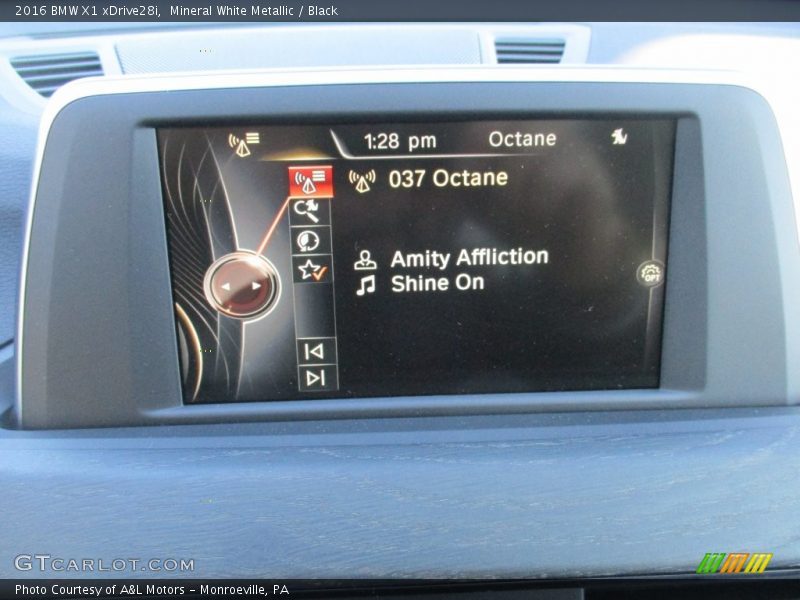 2016 BMW X1 xDrive28i, Mineral White Metallic / Black
1:28 pm Octane
037 Octane
Amity Affliction
Shine On
OPT
GTCARLOT.COM
Photo Courtesy of A&L Motors - Monroeville, PA